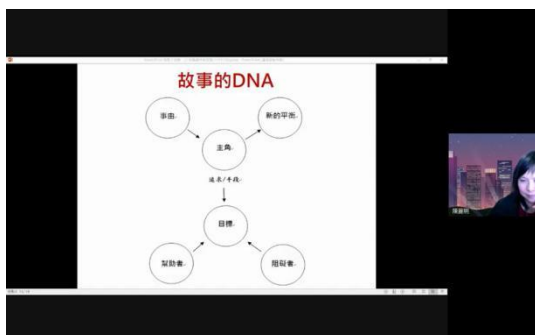 故事的DNA
事由
新的平衡
主角
追求/手段
目標
幫助者
阻礙者